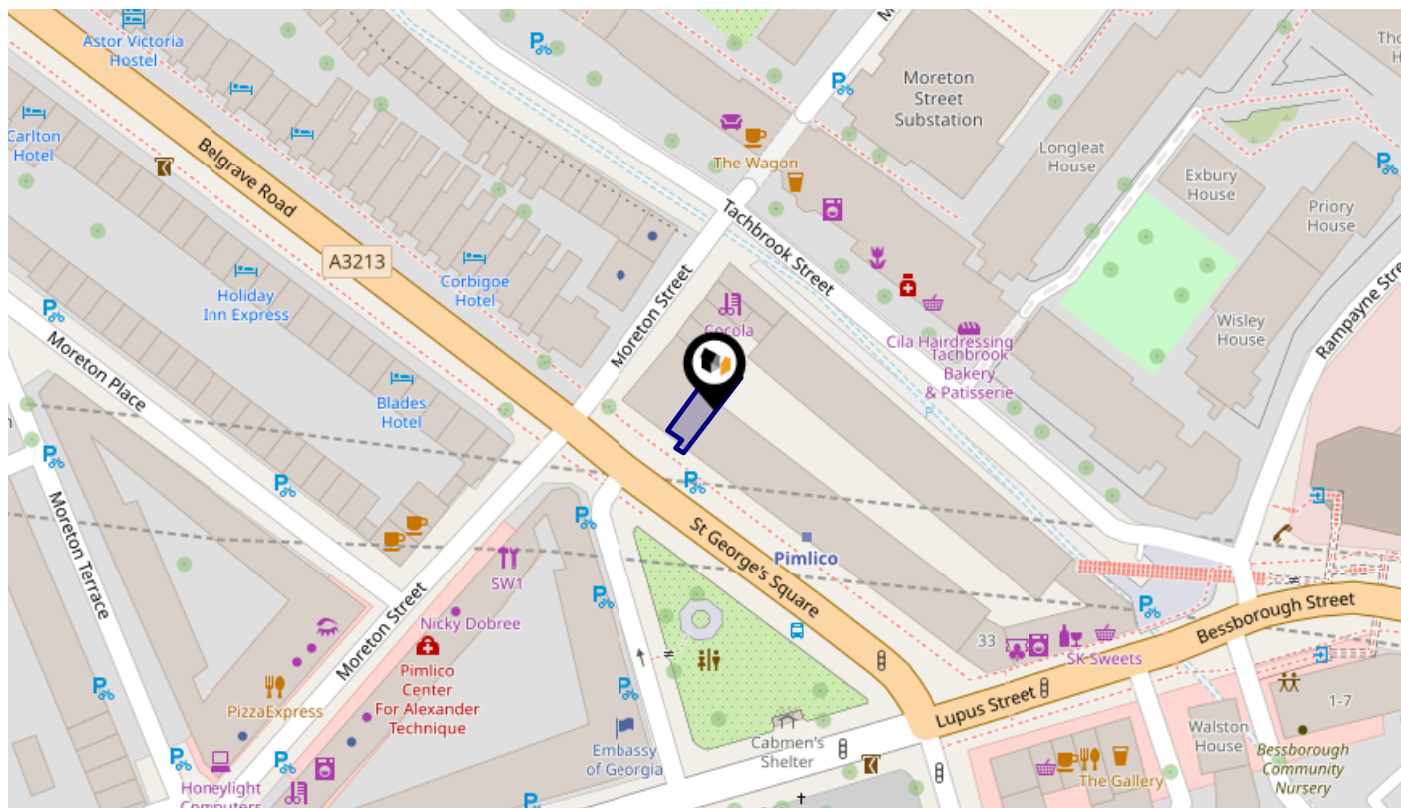 Astor Victoria
Hostel
Carlton
Hotel
Belgrave Road
A3213
Holiday
Inn Express
Corbigoe
Hotel
Blades
Hotel
Moreton Place
Moreton Terrace
Moreton Street
Moreton Street
Moreton
Street
Substation
The Wagon
Tachbrook Street
Longleat
House
Exbury
House
Priory
House
Wisley
House
Rampayne Stre
Cocola
Cila Hairdressing
Tachbrook
Bakery
& Patisserie
P
SW1
Nicky Dobree
Pimlico
Center
For Alexander
Technique
PizzaExpress
Honeylight
Computers
St George's Square
Pimlico
33
SK Sweets
Bessborough Street
Lupus Street
Embassy
of Georgia
Cabmen's
Shelter
The Gallery
Walston
House
1-7
Bessborough
Community
Nursery